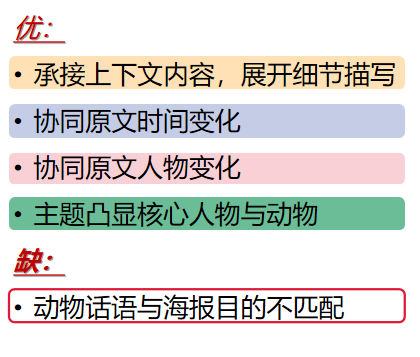 优：
• 承接上下文内容，展开细节描写
• 协同原文时间变化
• 协同原文人物变化
• 主题凸显核心人物与动物
缺：
• 动物话语与海报目的不匹配